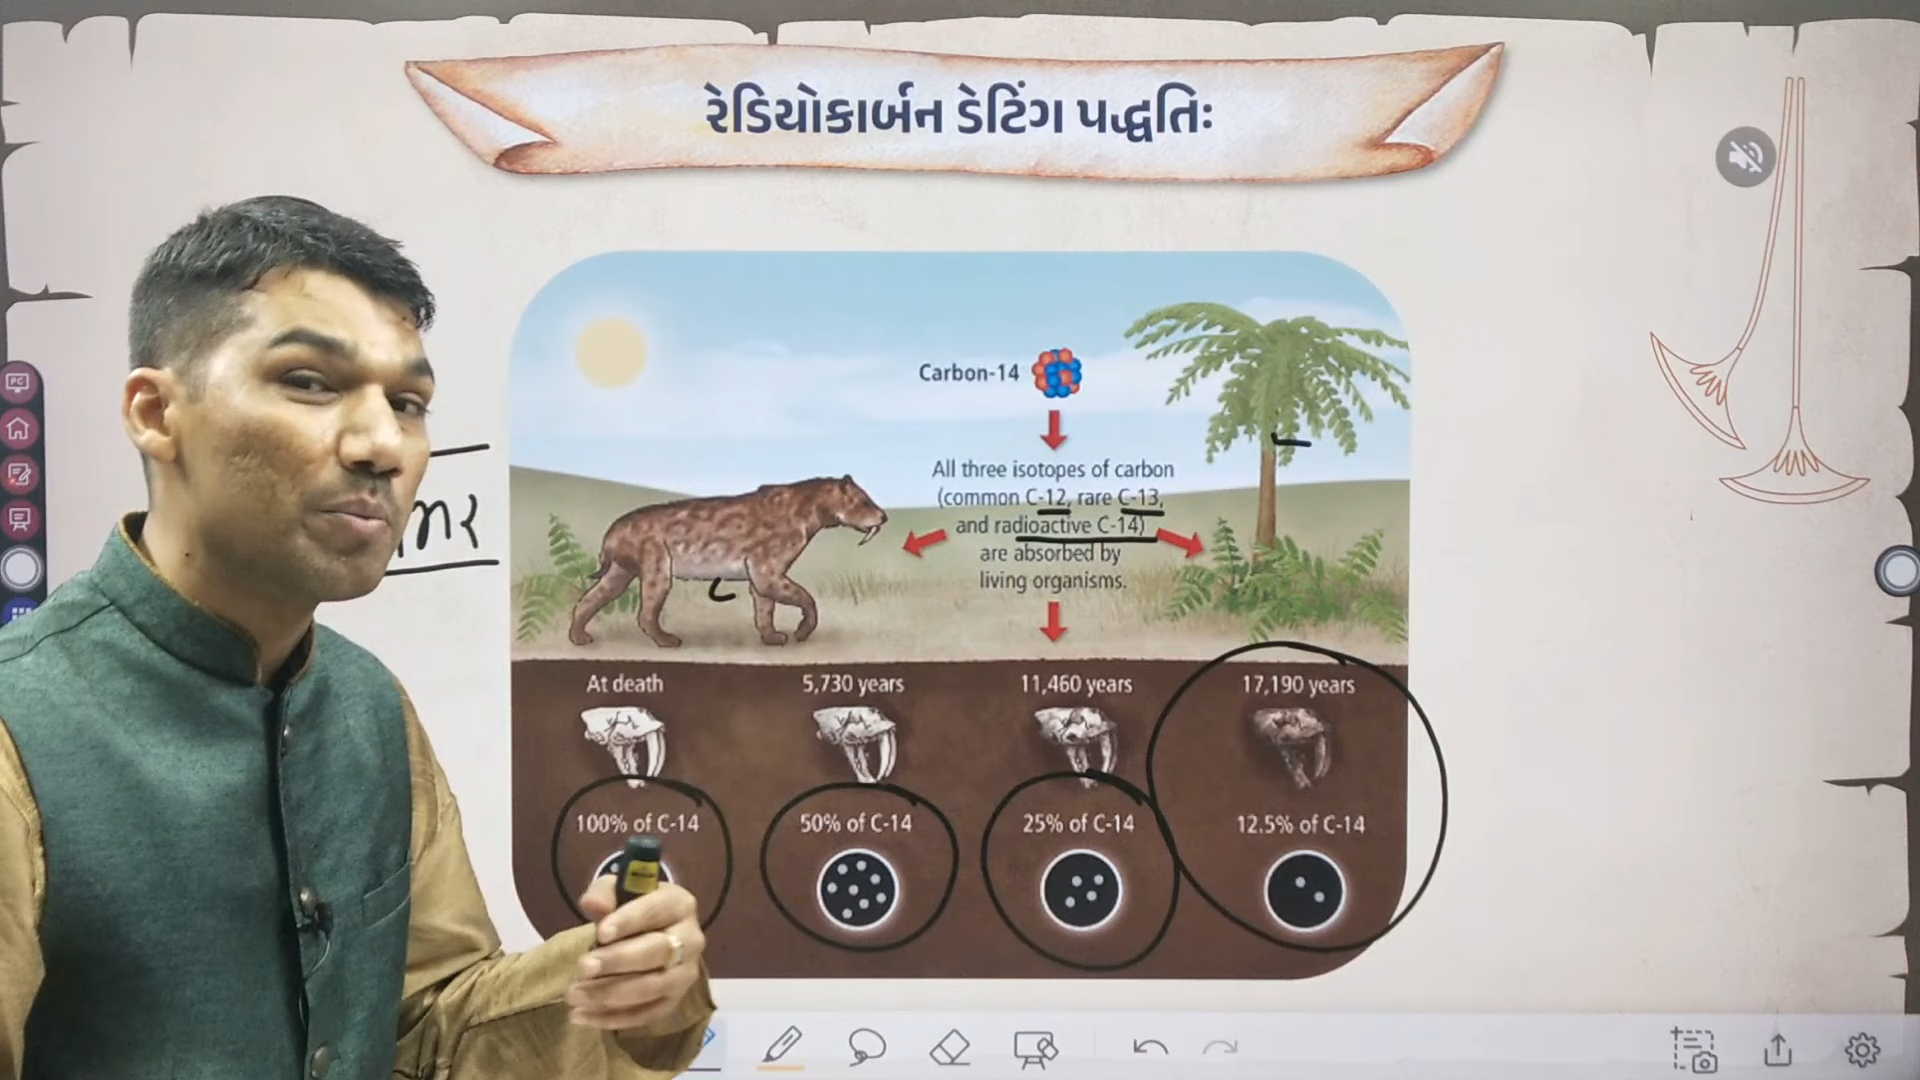 રેડિયોકાર્બન ડેટિંગ પદ્ધતિઃ
Carbon-14
All three isotopes of carbon
(common C-12, rare C-13,
and radioactive C-14)
are absorbed by
living organisms.
At death
5,730 years
11,460 years
17,190 years
100% of C-14
50% of C-14
25% of C-14
12.5% of C-14
PC